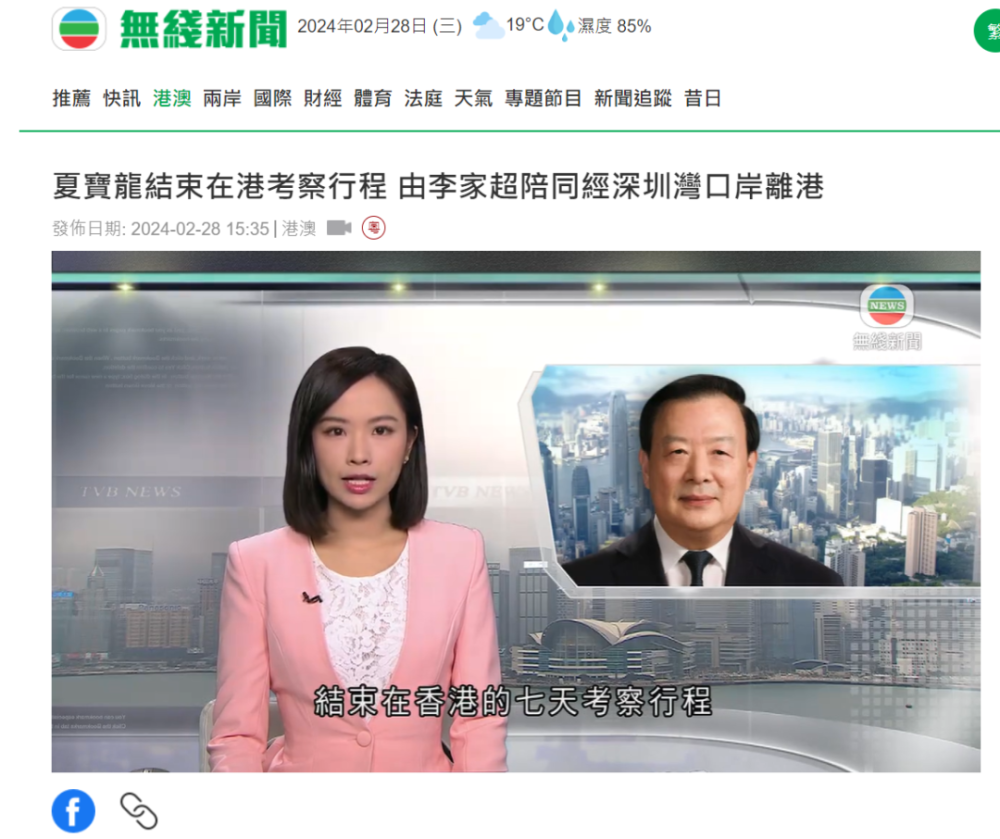 無綫新聞 2024年02月28日 (三) 19°C 濕度 85%
繁
推薦 快訊 港澳 兩岸 國際 財經 體育 法庭 天氣 專題節目 新聞追蹤 昔日
夏寶龍結束在港考察行程 由李家超陪同經深圳灣口岸離港
發佈日期: 2024-02-28 15:35 | 港澳 粵
NEWS
無綫新聞
TVB NEWS
TVB NEWS
結束在香港的七天考察行程
f